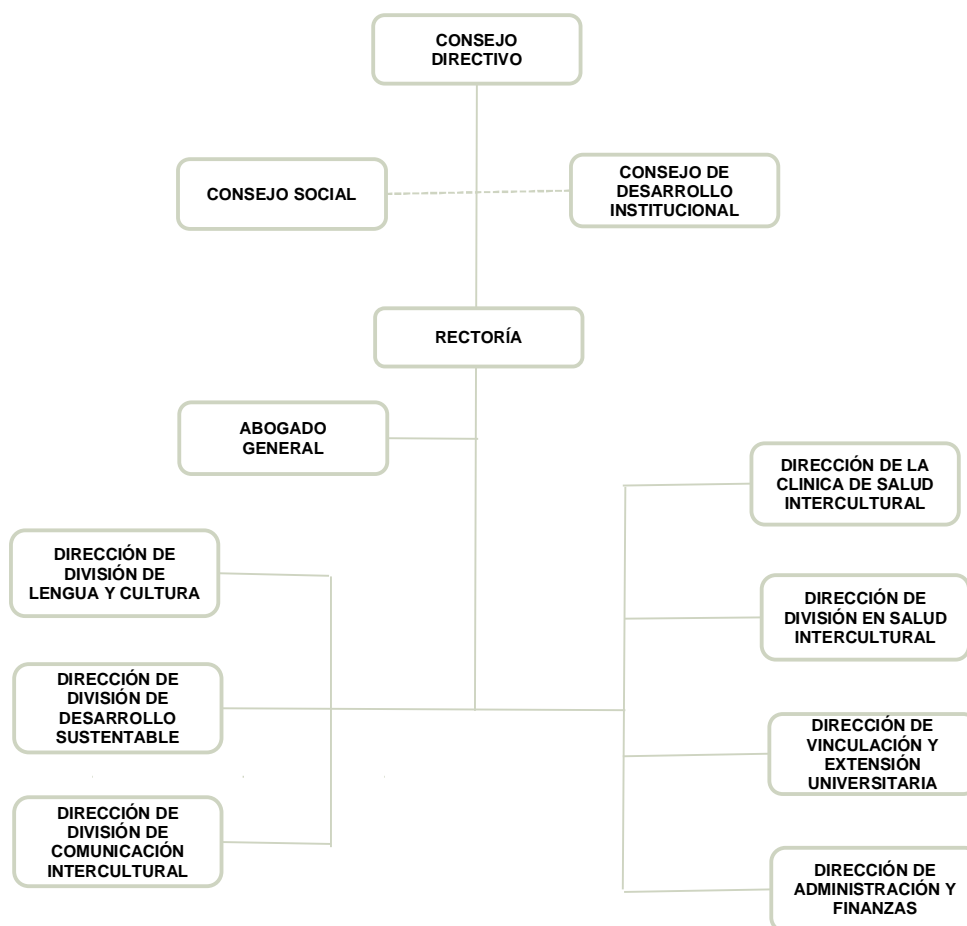 CONSEJO
DIRECTIVO
CONSEJO SOCIAL
CONSEJO DE
DESARROLLO
INSTITUCIONAL
RECTORÍA
ABOGADO
GENERAL
DIRECCIÓN DE LA
CLINICA DE SALUD
INTERCULTURAL
DIRECCIÓN DE
DIVISIÓN DE
LENGUA Y CULTURA
DIRECCIÓN DE
DIVISIÓN EN SALUD
INTERCULTURAL
DIRECCIÓN DE
DIVISIÓN DE
DESARROLLO
SUSTENTABLE
DIRECCIÓN DE
VINCULACIÓN Y
EXTENSIÓN
UNIVERSITARIA
DIRECCIÓN DE
DIVISIÓN DE
COMUNICACIÓN
INTERCULTURAL
DIRECCIÓN DE
ADMINISTRACIÓN Y
FINANZAS